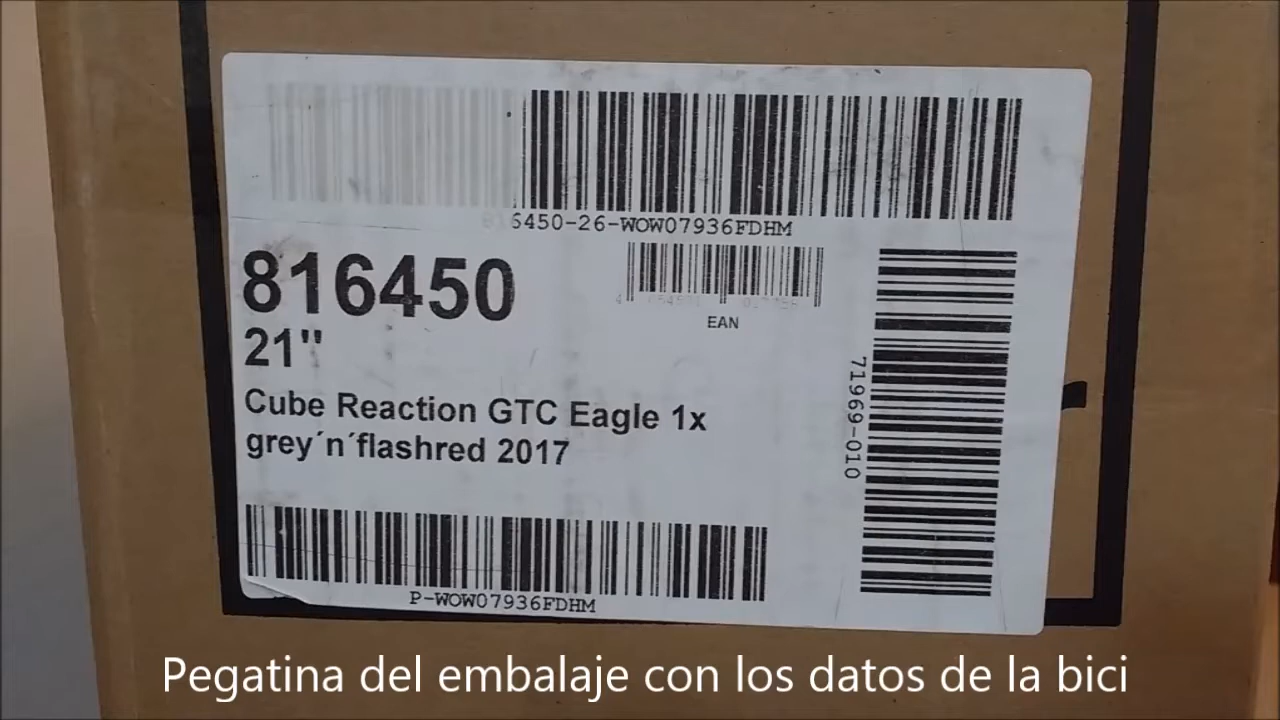 816450-26-WOW07936FDHM
816450
21"
EAN
Cube Reaction GTC Eagle 1x
grey´n´flashred 2017
71969-010
P-WOW07936FDHM
Pegatina del embalaje con los datos de la bici